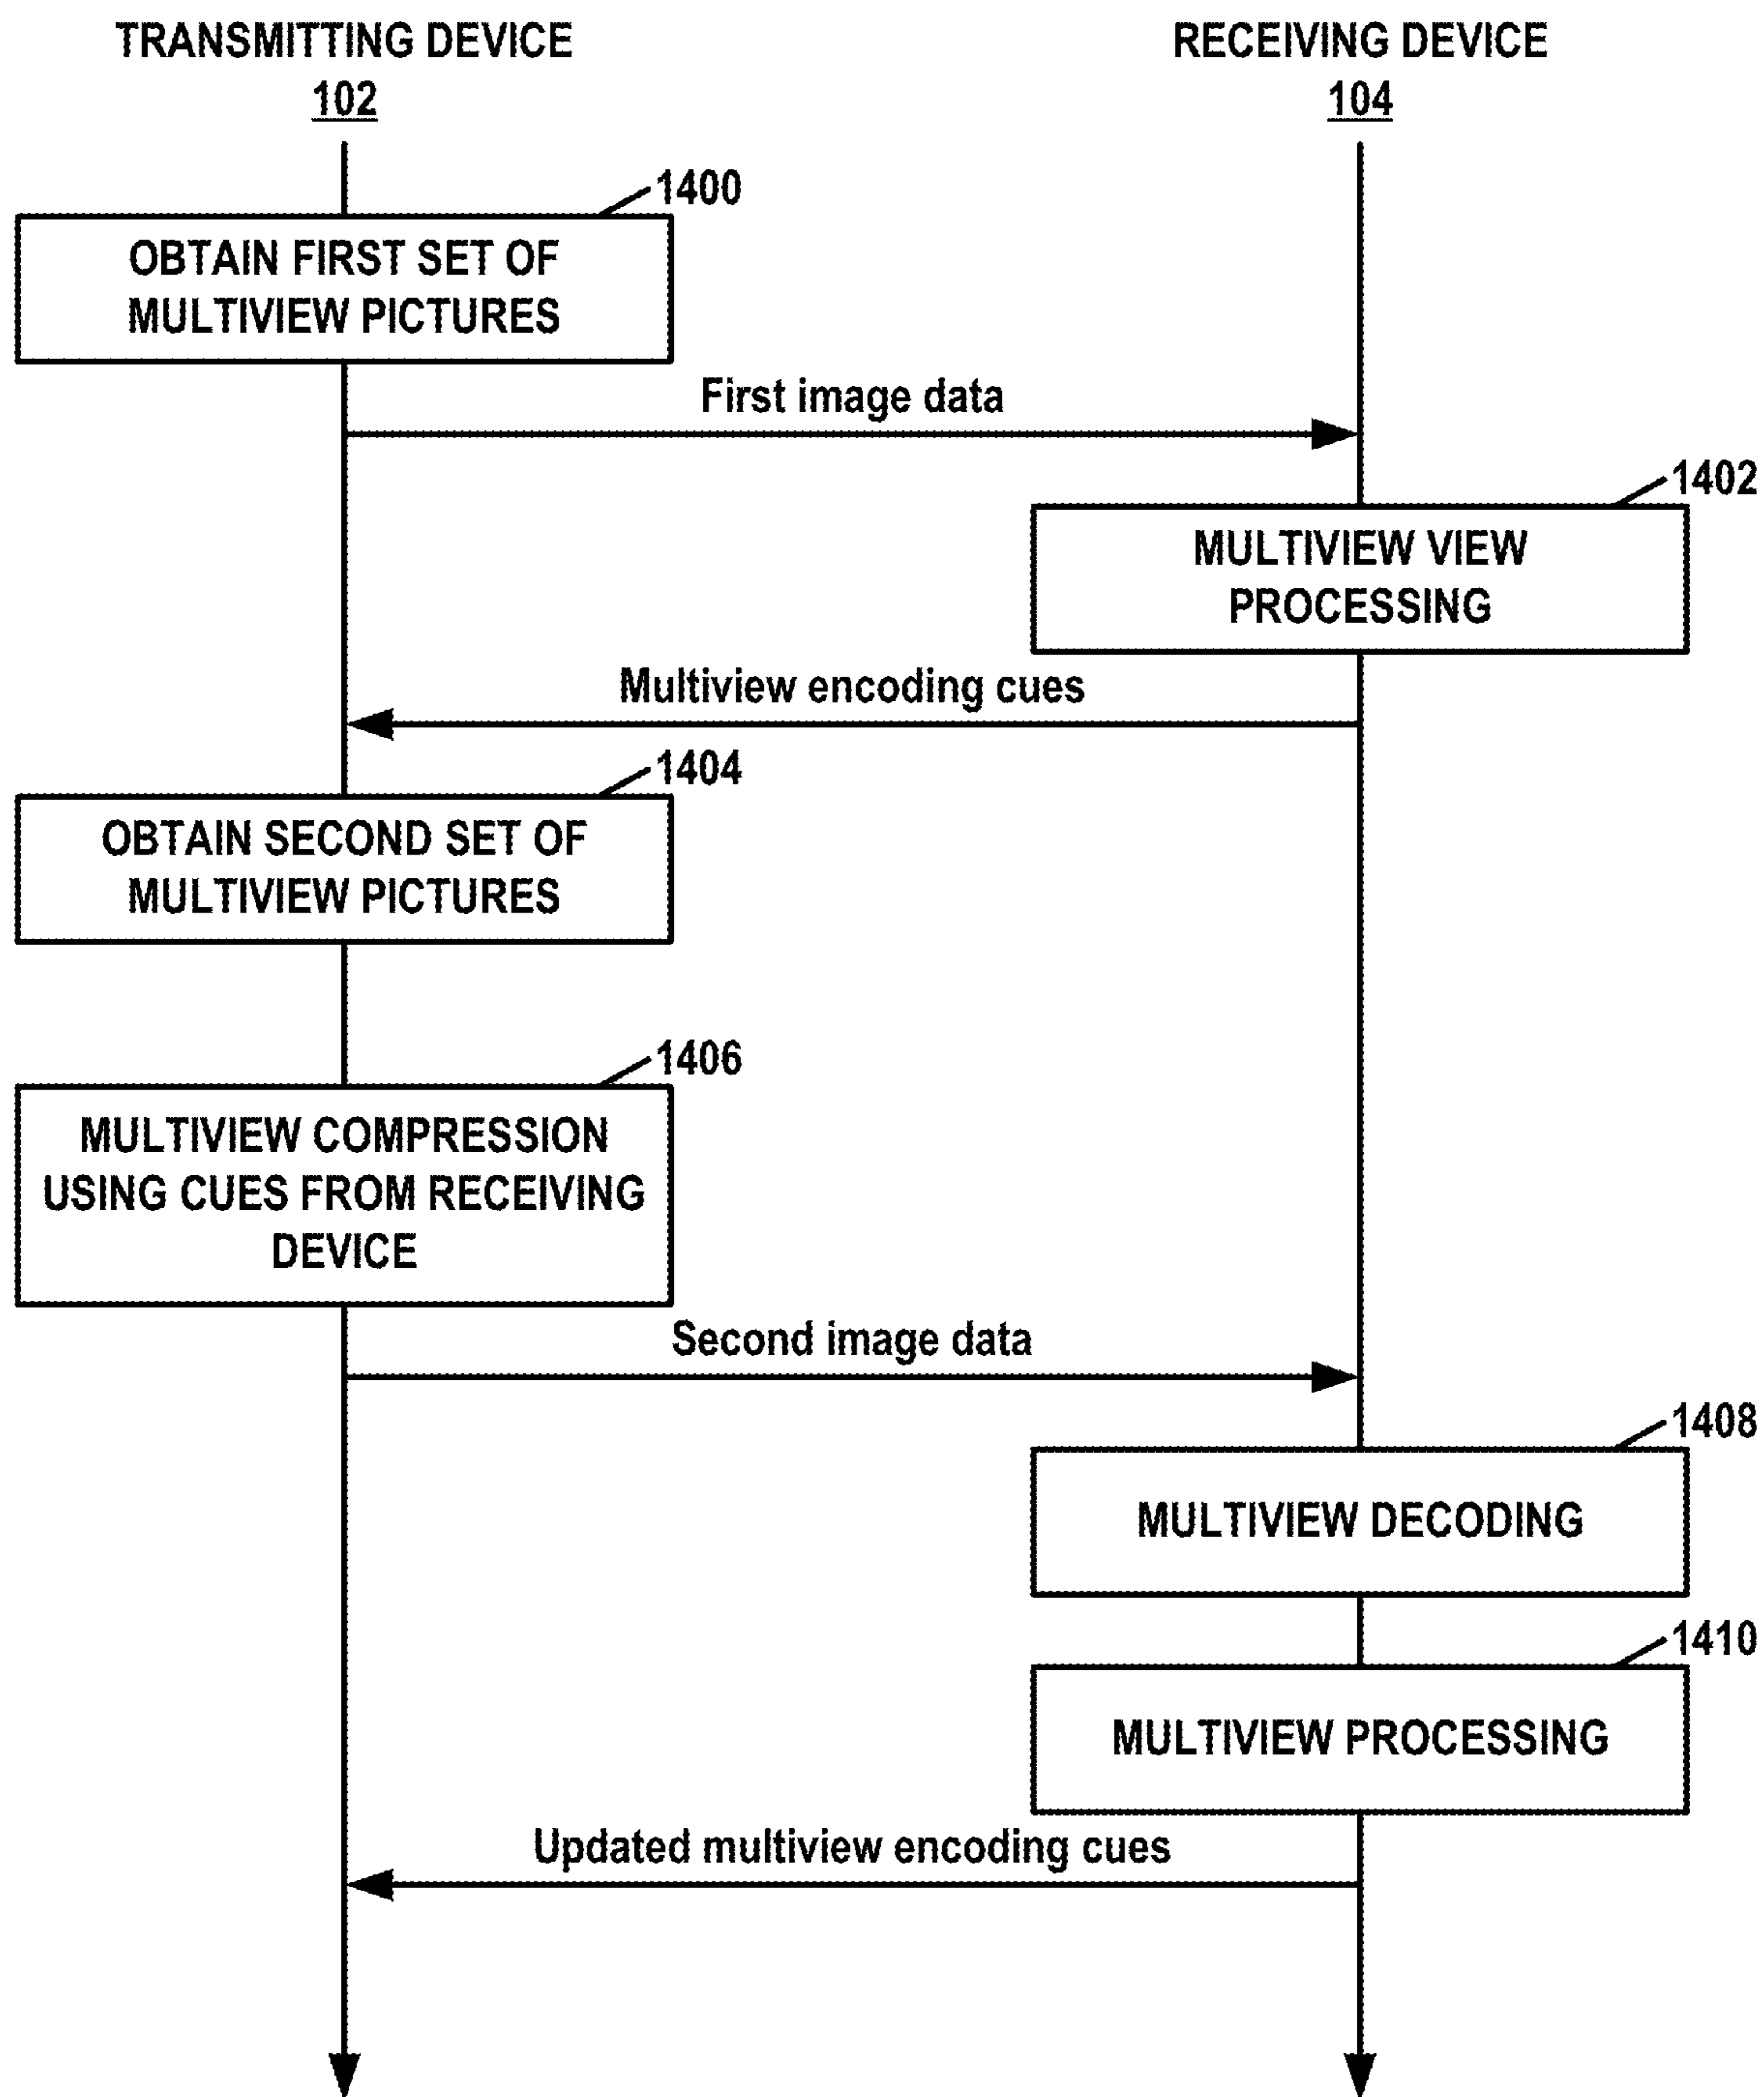 TRANSMITTING DEVICE
102
RECEIVING DEVICE
104
1400
OBTAIN FIRST SET OF
MULTIVIEW PICTURES
First image data
1402
MULTIVIEW VIEW
PROCESSING
Multiview encoding cues
1404
OBTAIN SECOND SET OF
MULTIVIEW PICTURES
1406
MULTIVIEW COMPRESSION
USING CUES FROM RECEIVING
DEVICE
Second image data
1408
MULTIVIEW DECODING
1410
MULTIVIEW PROCESSING
Updated multiview encoding cues